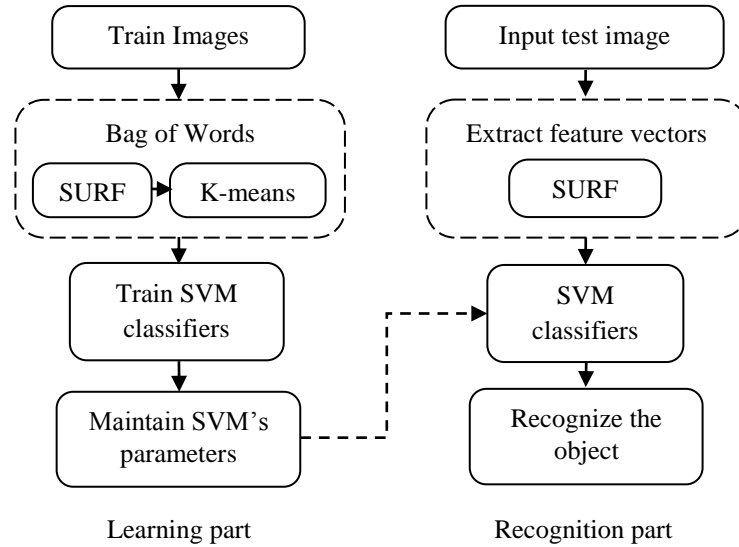 Train Images
Bag of Words
SURF
K-means
Train SVM
classifiers
Maintain SVM's
parameters
Learning part
Input test image
Extract feature vectors
SURF
SVM
classifiers
Recognize the
object
Recognition part